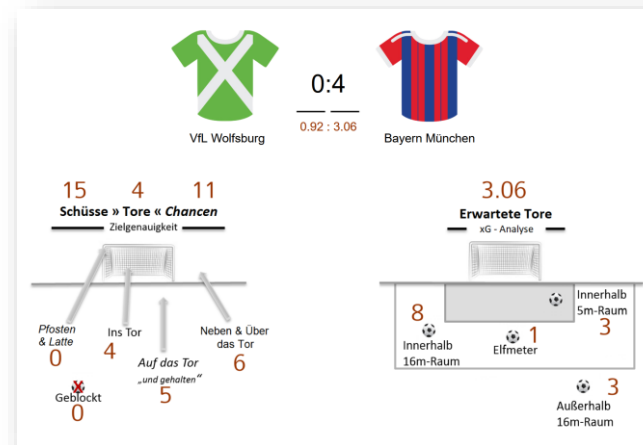 0:4
0.92 : 3.06
VfL Wolfsburg
Bayern München
15 4 11
Schüsse » Tore « Chancen
Zielgenauigkeit
Pfosten
& Latte
0
Ins Tor
4
Auf das Tor
„und gehalten"
5
Neben & Über
das Tor
6
Geblockt
0
3.06
Erwartete Tore
xG - Analyse
8
Innerhalb
16m-Raum
1
Elfmeter
Innerhalb
5m-Raum
3
3
Außerhalb
16m-Raum